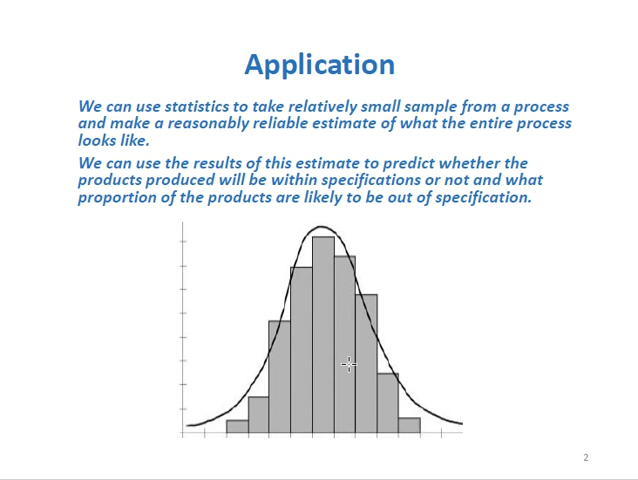 Application
We can use statistics to take relatively small sample from a process
and make a reasonably reliable estimate of what the entire process
looks like.
We can use the results of this estimate to predict whether the
products produced will be within specifications or not and what
proportion of the products are likely to be out of specification.
2